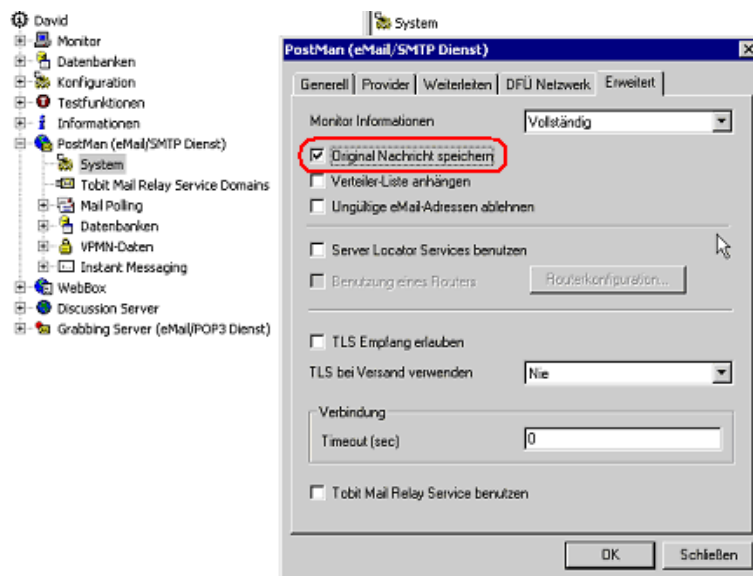 David
Monitor
Datenbanken
Konfiguration
Testfunktionen
Informationen
PostMan (eMail/SMTP Dienst)
System
Tobit Mail Relay Service Domains
Mail Polling
Datenbanken
VPMN-Daten
Instant Messaging
WebBox
Discussion Server
Grabbing Server (eMail/POP3 Dienst)
System
PostMan (eMail/SMTP Dienst)
Generell Provider Weiterleiten DFÜ Netzwerk Erweitert
Monitor Informationen Vollständig
Original Nachricht speichern
Verteiler-Liste anhängen
Ungültige eMail-Adressen ablehnen
Server Locator Services benutzen
Benutzung eines Routers Routerkonfiguration...
TLS Empfang erlauben
TLS bei Versand verwenden Nie
Verbindung
Timeout (sec) 0
Tobit Mail Relay Service benutzen
OK Schließen